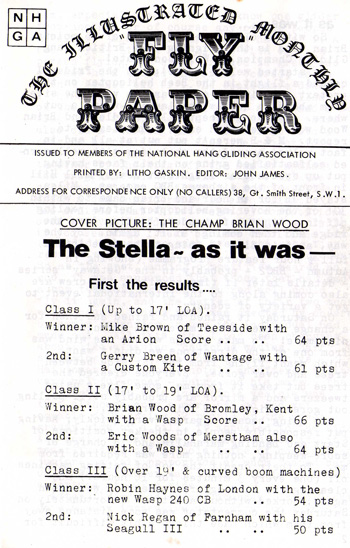 N H
G A
THE ILLUSTRATED MONTHLY
"FLY
PAPER"
ISSUED TO MEMBERS OF THE NATIONAL HANG GLIDING ASSOCIATION
PRINTED BY: LITHO GASKIN. EDITOR: JOHN JAMES.
ADDRESS FOR CORRESPONDENCE ONLY (NO CALLERS) 38, Gt. Smith Street, S.W.1.
COVER PICTURE: THE CHAMP BRIAN WOOD
The Stella ~ as it was —
First the results....
Class I (Up to 17' LOA).
Winner: Mike Brown of Teesside with
an Arion Score .. .. 64 pts
2nd: Gerry Breen of Wantage with
a Custom Kite .. .. 61 pts
Class II (17' to 19' LOA).
Winner: Brian Wood of Bromley, Kent
with a Wasp Score .. 66 pts
2nd: Eric Woods of Merstham also
with a Wasp .. .. 64 pts
Class III (Over 19' & curved boom machines)
Winner: Robin Haynes of London with the
new Wasp 240 CB .. 54 pts
2nd: Nick Regan of Farnham with his
Seagull III .. .. 50 pts